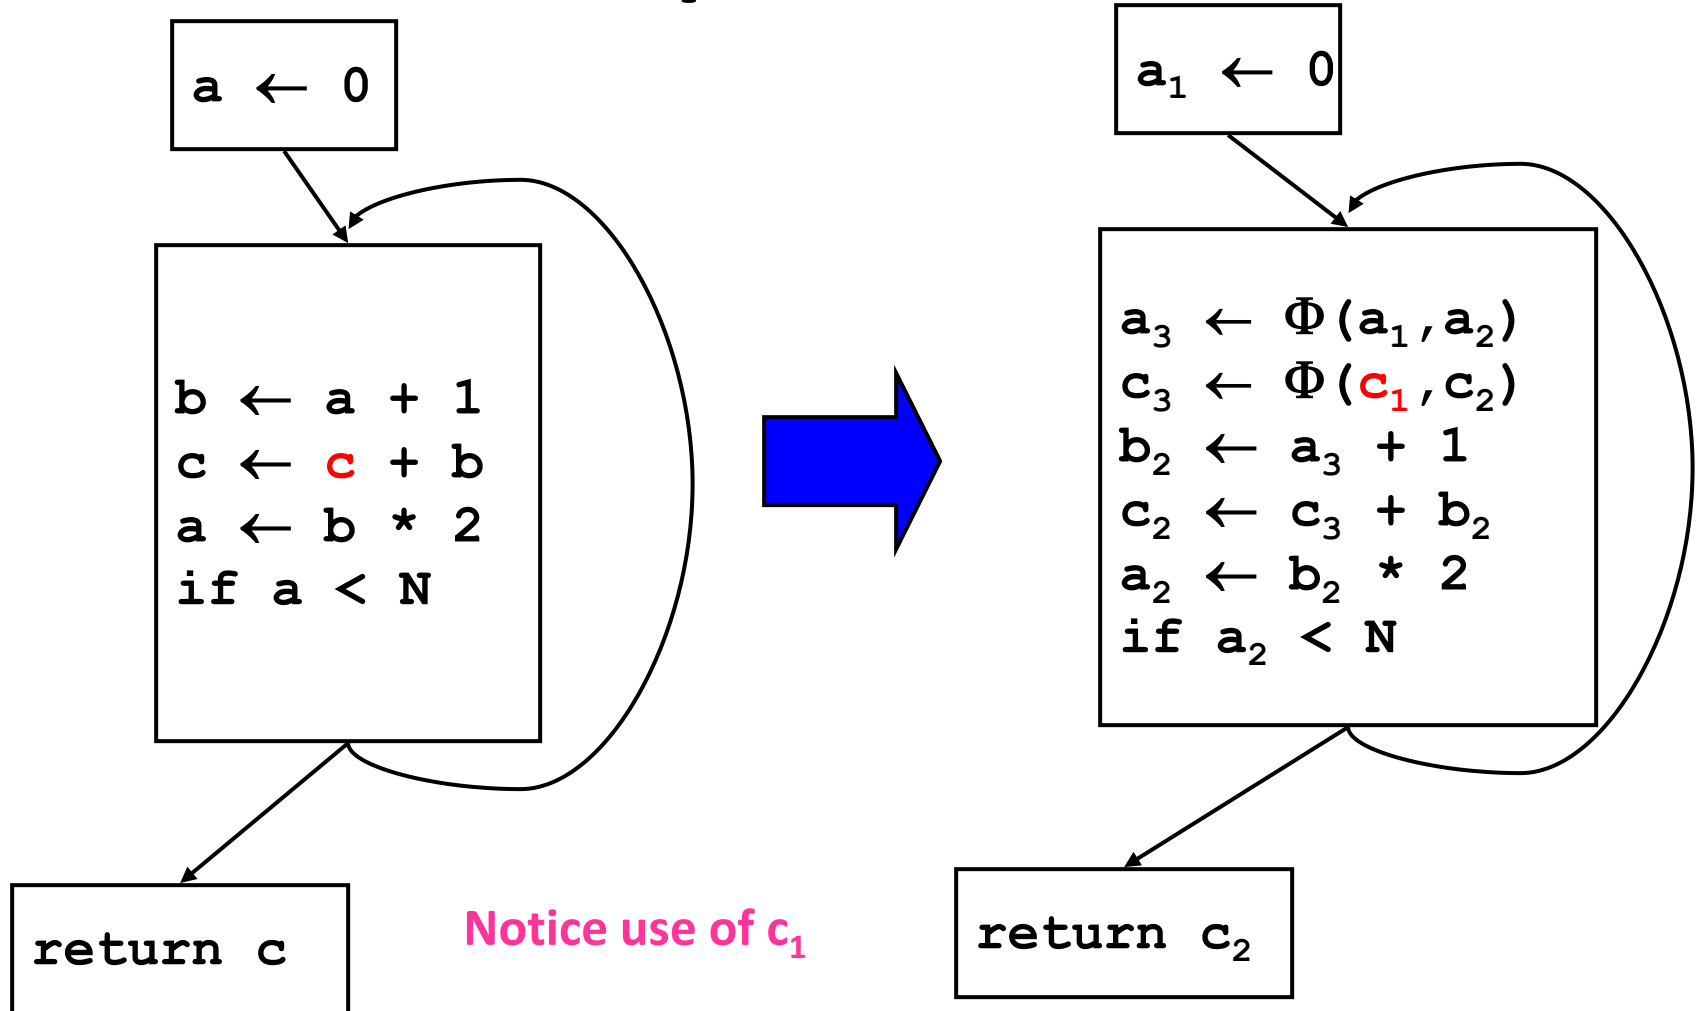 a ← 0
b ← a + 1
c ← c + b
a ← b * 2
if a < N
return c
Notice use of c₁
a₁ ← 0
a₃ ← Φ(a₁,a₂)
c₃ ← Φ(c₁,c₂)
b₂ ← a₃ + 1
c₂ ← c₃ + b₂
a₂ ← b₂ * 2
if a₂ < N
return c₂